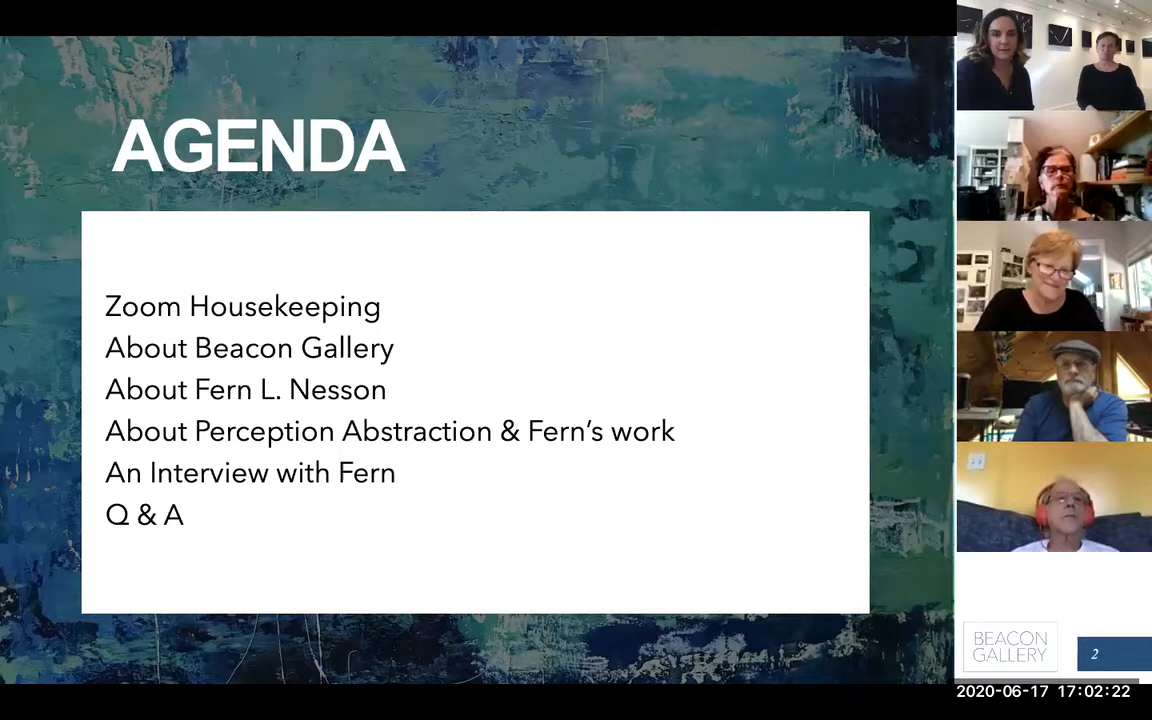 AGENDA
Zoom Housekeeping
About Beacon Gallery
About Fern L. Nesson
About Perception Abstraction & Fern’s work
An Interview with Fern
Q & A
BEACON
GALLERY
2
2020-06-17 17:02:22